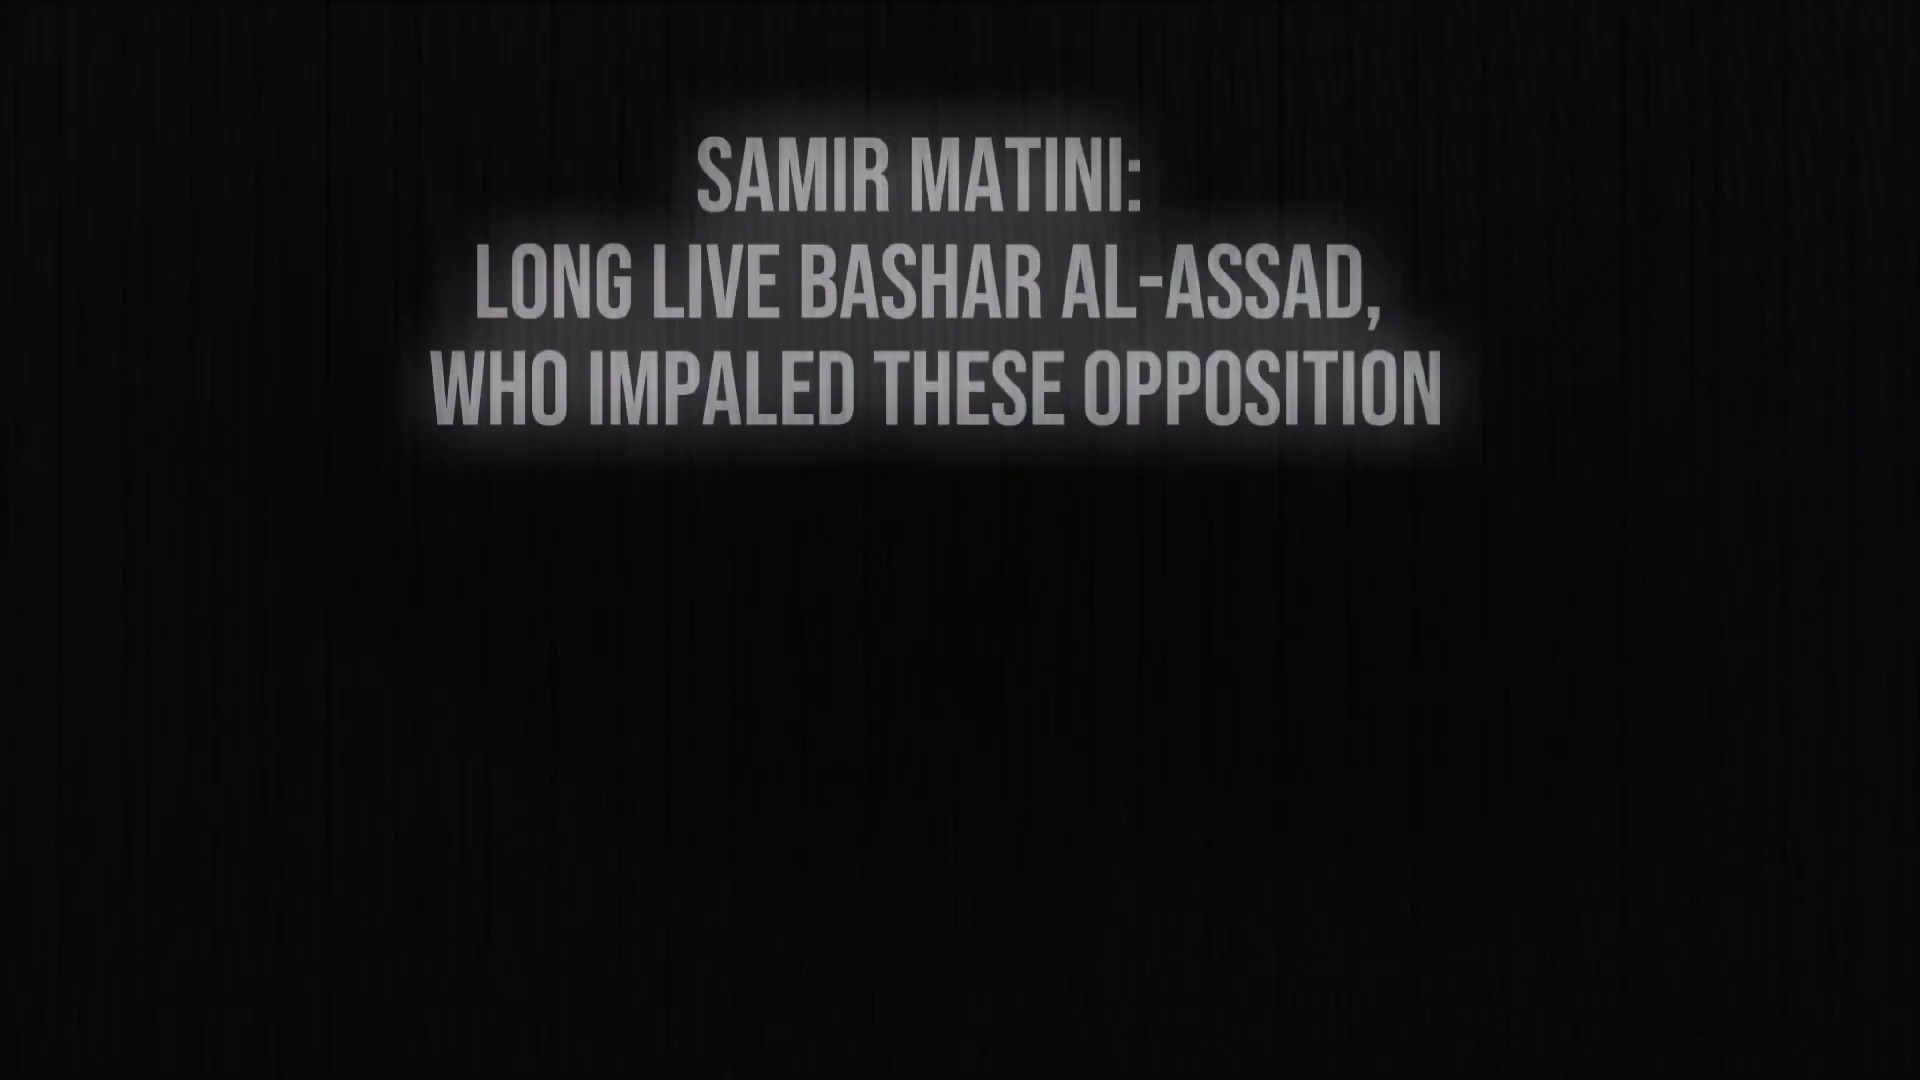 SAMIR MATINI:
LONG LIVE BASHAR AL-ASSAD,
WHO IMPALED THESE OPPOSITION